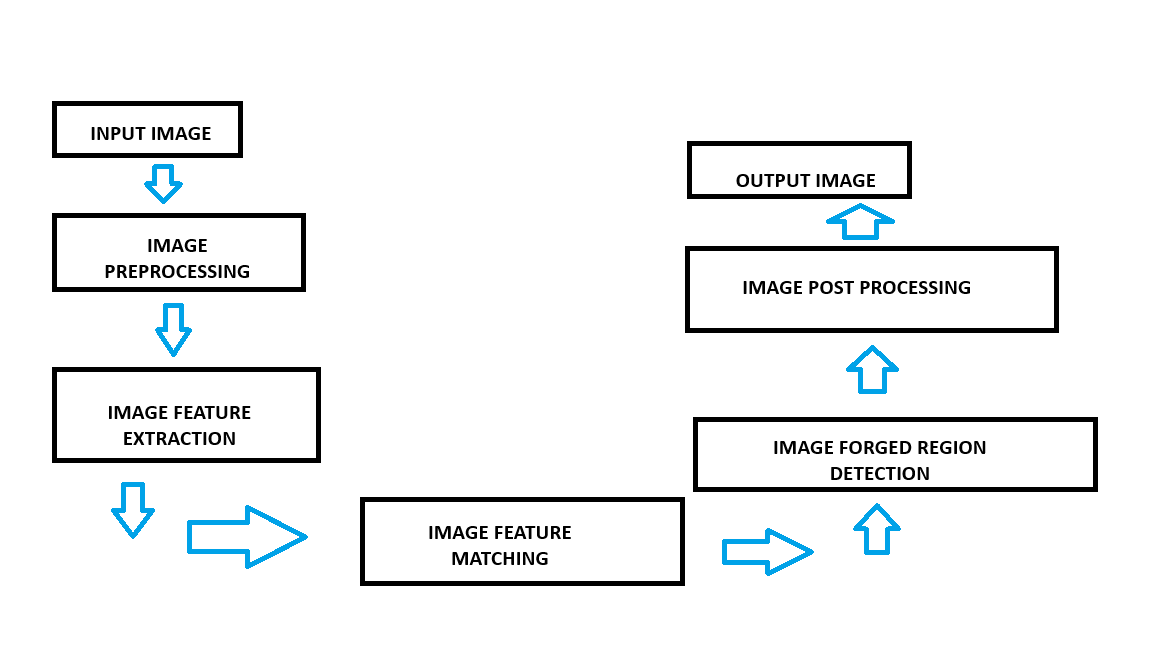 INPUT IMAGE
IMAGE
PREPROCESSING
IMAGE FEATURE
EXTRACTION
IMAGE FEATURE
MATCHING
IMAGE FORGED REGION
DETECTION
IMAGE POST PROCESSING
OUTPUT IMAGE